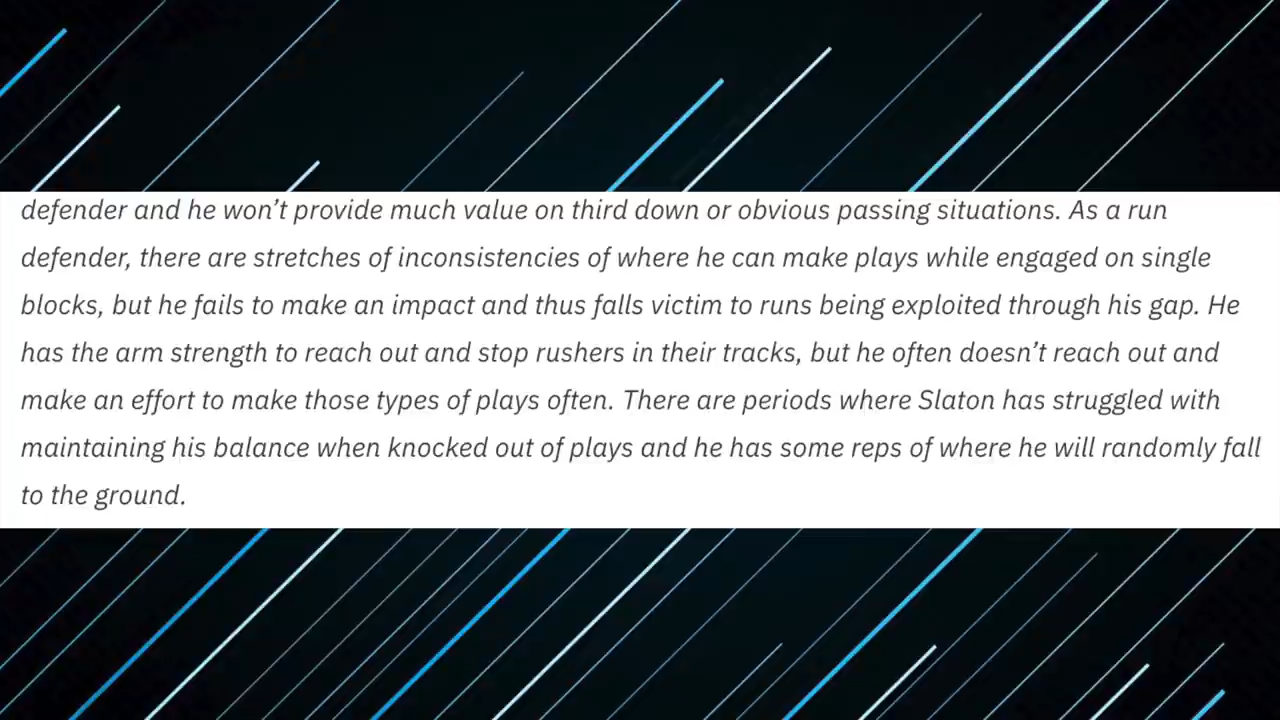 defender and he won’t provide much value on third down or obvious passing situations. As a run
defender, there are stretches of inconsistencies of where he can make plays while engaged on single
blocks, but he fails to make an impact and thus falls victim to runs being exploited through his gap. He
has the arm strength to reach out and stop rushers in their tracks, but he often doesn’t reach out and
make an effort to make those types of plays often. There are periods where Slaton has struggled with
maintaining his balance when knocked out of plays and he has some reps of where he will randomly fall
to the ground.